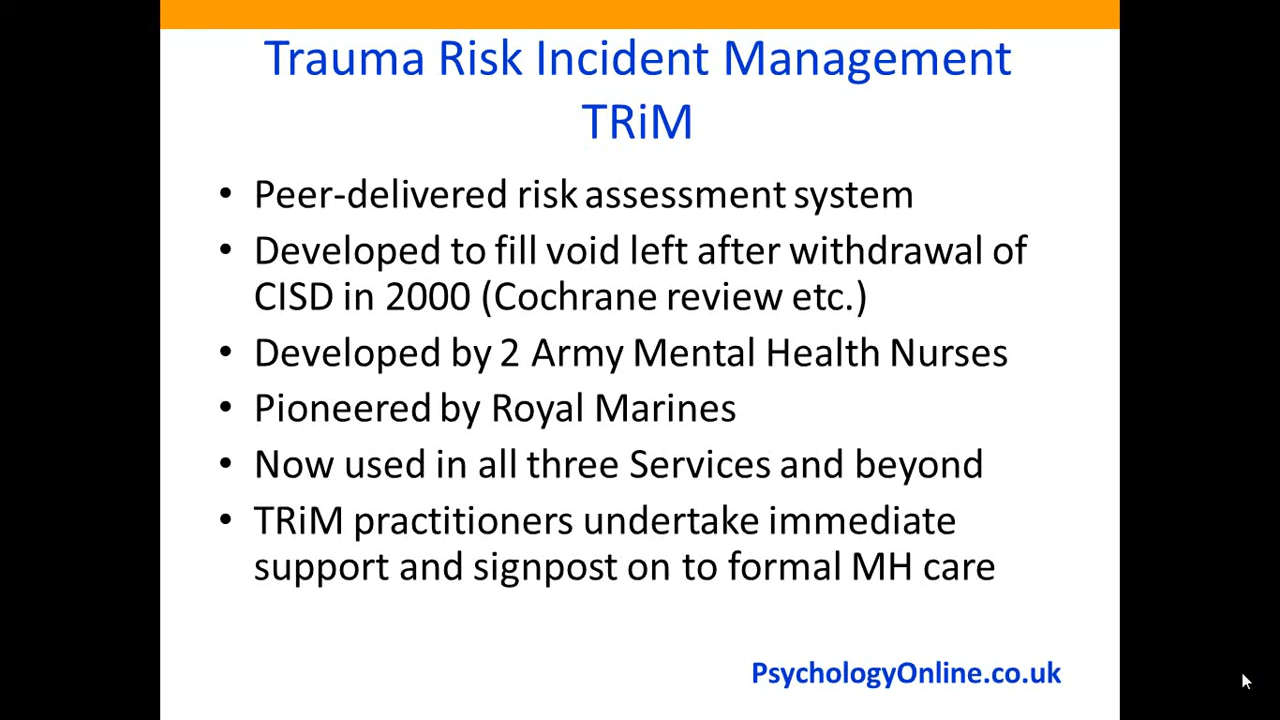 Trauma Risk Incident Management
TRiM
• Peer-delivered risk assessment system
• Developed to fill void left after withdrawal of
CISD in 2000 (Cochrane review etc.)
• Developed by 2 Army Mental Health Nurses
• Pioneered by Royal Marines
• Now used in all three Services and beyond
• TRiM practitioners undertake immediate
support and signpost on to formal MH care
PsychologyOnline.co.uk